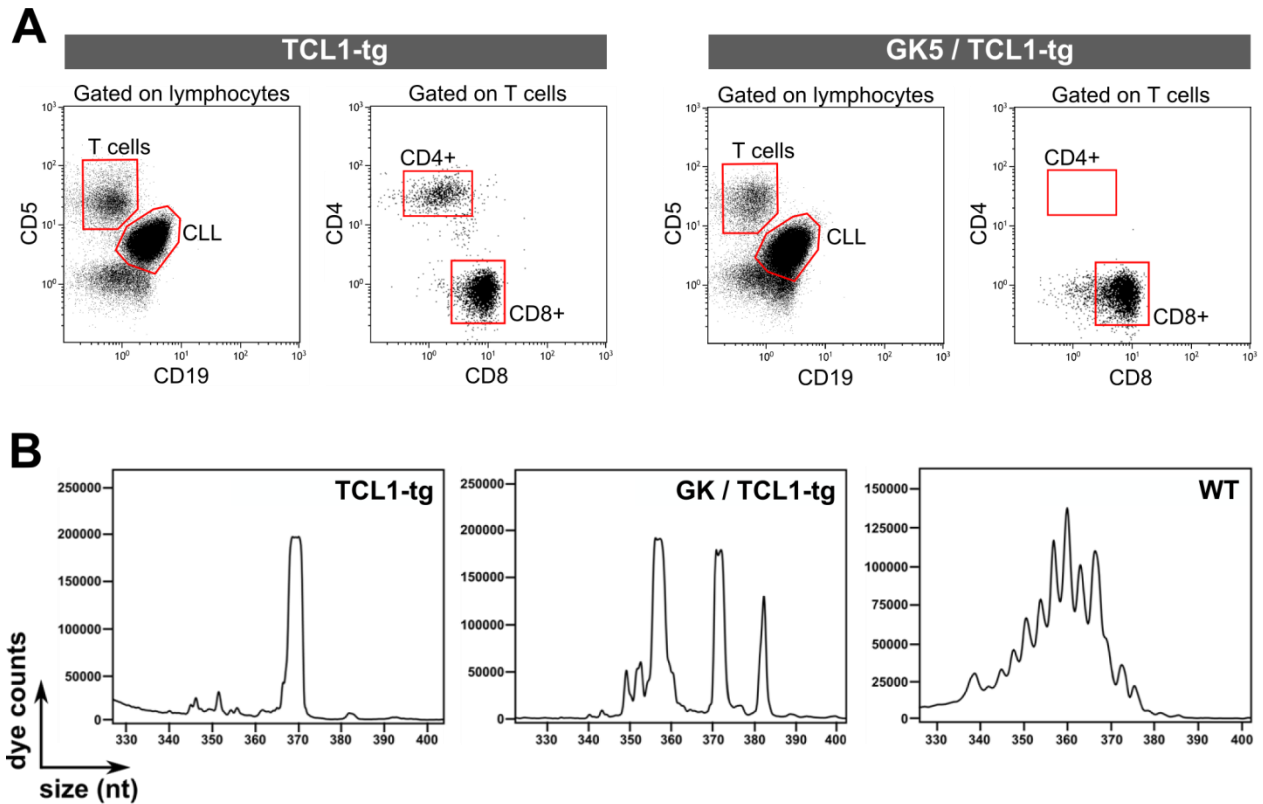 A
TCL1-tg
GK5 / TCL1-tg
Gated on lymphocytes
Gated on T cells
Gated on lymphocytes
Gated on T cells
10³
10²
10¹
10⁰
CD5
T cells
CLL
10⁰
10¹
10²
10³
CD19
10³
10²
10¹
10⁰
CD4
CD4+
CD8+
10⁰
10¹
10²
10³
CD8
10³
10²
10¹
10⁰
CD5
T cells
CLL
10⁰
10¹
10²
10³
CD19
10³
10²
10¹
10⁰
CD4
CD4+
CD8+
10⁰
10¹
10²
10³
CD8
B
dye counts
size (nt)
TCL1-tg
250000
200000
150000
100000
50000
0
330 340 350 360 370 380 390 400
GK / TCL1-tg
250000
200000
150000
100000
50000
0
330 340 350 360 370 380 390 400
WT
150000
125000
100000
75000
50000
25000
0
330 340 350 360 370 380 390 400